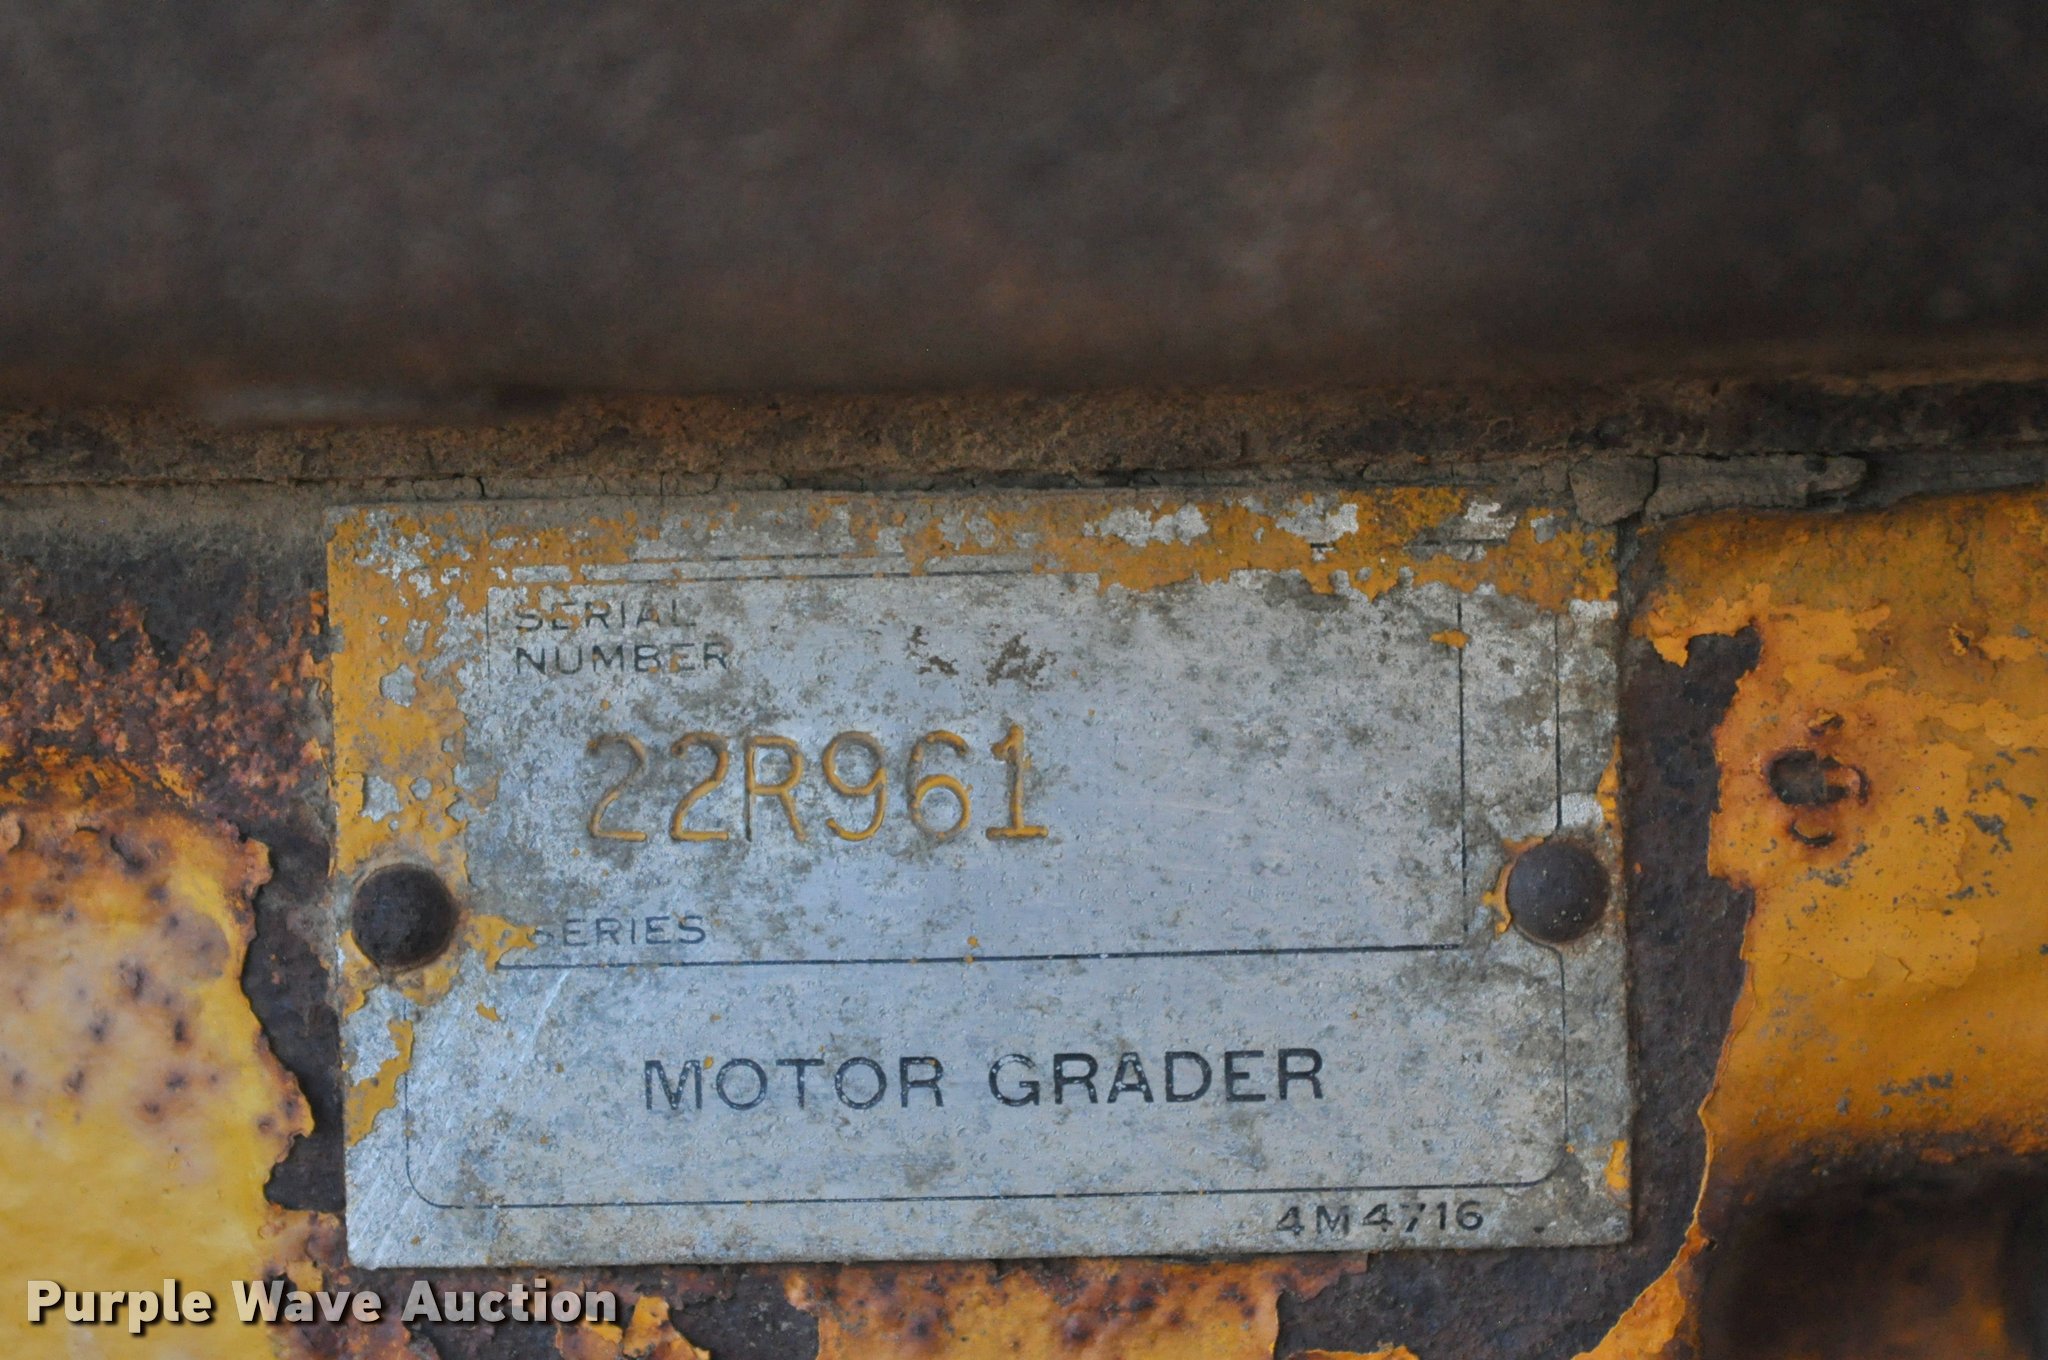 SERIAL
NUMBER
22R961
SERIES
MOTOR GRADER
4M4716
Purple Wave Auction